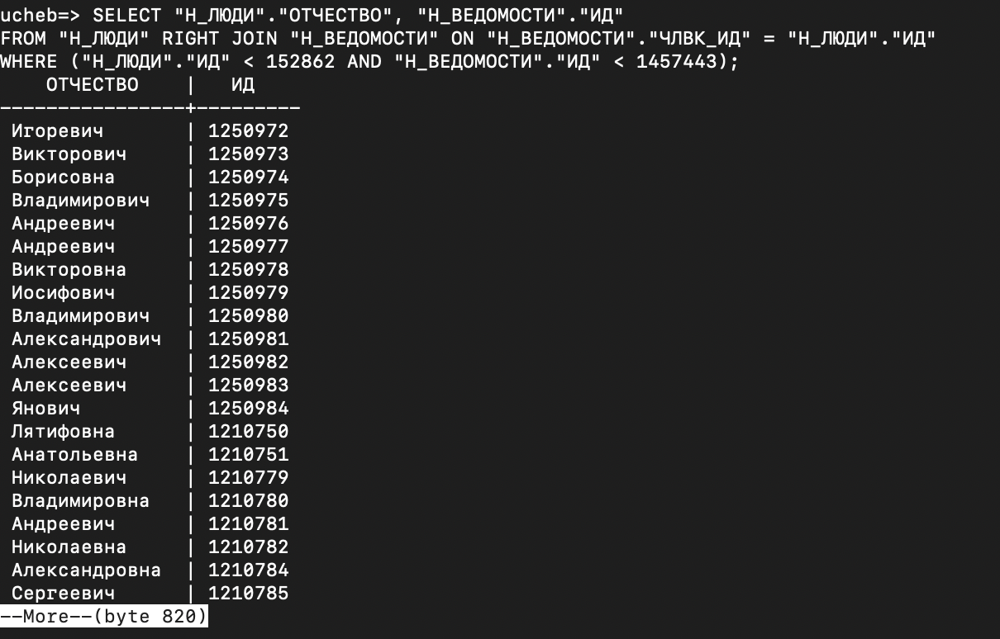 ucheb=> SELECT "Н_ЛЮДИ"."ОТЧЕСТВО", "Н_ВЕДОМОСТИ"."ИД"
FROM "Н_ЛЮДИ" RIGHT JOIN "Н_ВЕДОМОСТИ" ON "Н_ВЕДОМОСТИ"."ЧЛВК_ИД" = "Н_ЛЮДИ"."ИД"
WHERE ("Н_ЛЮДИ"."ИД" < 152862 AND "Н_ВЕДОМОСТИ"."ИД" < 1457443);
    ОТЧЕСТВО    |   ИД
----------------+---------
 Игоревич       | 1250972
 Викторович     | 1250973
 Борисовна      | 1250974
 Владимирович   | 1250975
 Андреевич      | 1250976
 Андреевич      | 1250977
 Викторовна     | 1250978
 Иосифович      | 1250979
 Владимирович   | 1250980
 Александрович  | 1250981
 Алексеевич     | 1250982
 Алексеевич     | 1250983
 Янович         | 1250984
 Лятифовна      | 1210750
 Анатольевна    | 1210751
 Николаевич     | 1210779
 Владимировна   | 1210780
 Андреевич      | 1210781
 Николаевна     | 1210782
 Александровна  | 1210784
 Сергеевич      | 1210785
--More--(byte 820)